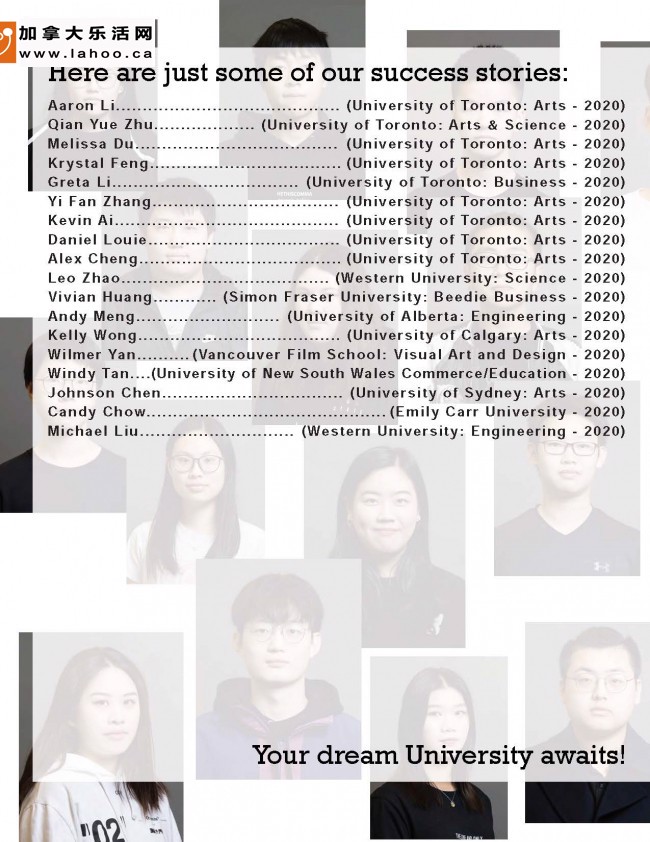 加拿大乐活网
www.lahoo.ca
Here are just some of our success stories:
Aaron Li.................................. (University of Toronto: Arts - 2020)
Qian Yue Zhu................... (University of Toronto: Arts & Science - 2020)
Melissa Du............................... (University of Toronto: Arts - 2020)
Krystal Feng............................. (University of Toronto: Arts - 2020)
Greta Li............................. (University of Toronto: Business - 2020)
Yi Fan Zhang............................ (University of Toronto: Arts - 2020)
Kevin Ai.................................. (University of Toronto: Arts - 2020)
Daniel Louie............................. (University of Toronto: Arts - 2020)
Alex Cheng............................... (University of Toronto: Arts - 2020)
Leo Zhao................................ (Western University: Science - 2020)
Vivian Huang............ (Simon Fraser University: Beedie Business - 2020)
Andy Meng...................... (University of Alberta: Engineering - 2020)
Kelly Wong............................... (University of Calgary: Arts - 2020)
Wilmer Yan..........(Vancouver Film School: Visual Art and Design - 2020)
Windy Tan....(University of New South Wales Commerce/Education - 2020)
Johnson Chen............................ (University of Sydney: Arts - 2020)
Candy Chow.....................................(Emily Carr University - 2020)
Michael Liu........................ (Western University: Engineering - 2020)
Your dream University awaits!
"02"